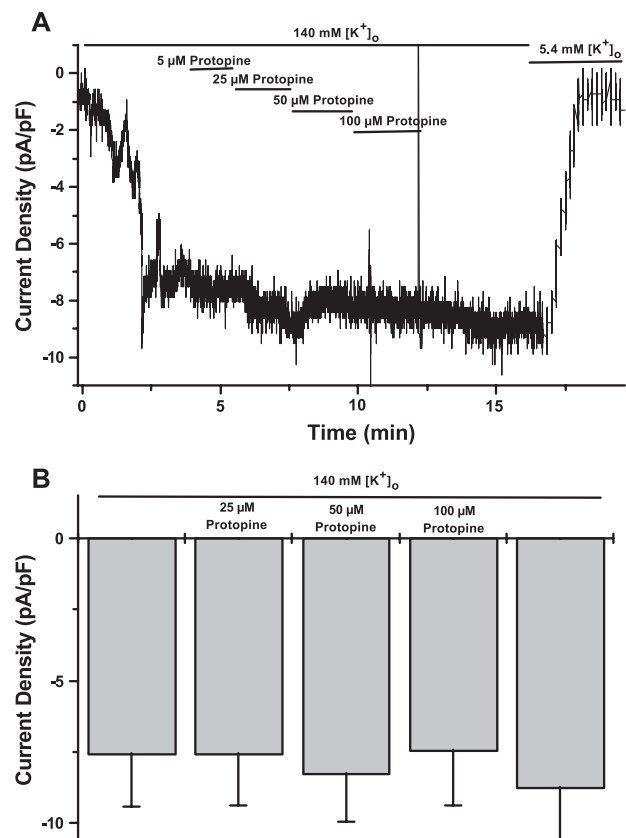 A
140 mM [K⁺]ₒ
5.4 mM [K⁺]ₒ
5 µM Protopine
25 µM Protopine
50 µM Protopine
100 µM Protopine
Current Density (pA/pF)
0
-2
-4
-6
-8
-10
0 5 10 15
Time (min)
B
140 mM [K⁺]ₒ
25 µM Protopine
50 µM Protopine
100 µM Protopine
Current Density (pA/pF)
0
-5
-10